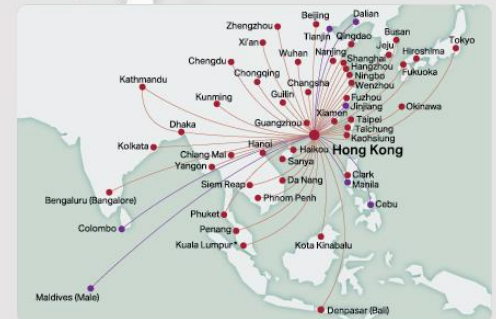 Beijing
Dalian
Zhengzhou
Tianjin
Qingdao
Busan
Tokyo
Xi'an
Wuhan
Nanjing
Jeju
Hiroshima
Shanghai
Chengdu
Hangzhou
Fukuoka
Chongqing
Ningbo
Kathmandu
Changsha
Wenzhou
Guilin
Kunming
Fuzhou
Jinjiang
Okinawa
Xiamen
Guangzhou
Taipei
Dhaka
Taichung
Kaohsiung
Kolkata
Hanoi
Haikou
Hong Kong
Chiang Mai
Sanya
Yangon
Clark
Siem Reap
Da Nang
Manila
Bengaluru (Bangalore)
Phnom Penh
Cebu
Phuket
Colombo
Penang
Kuala Lumpur*
Kota Kinabalu
Maldives (Male)
Denpasar (Bali)